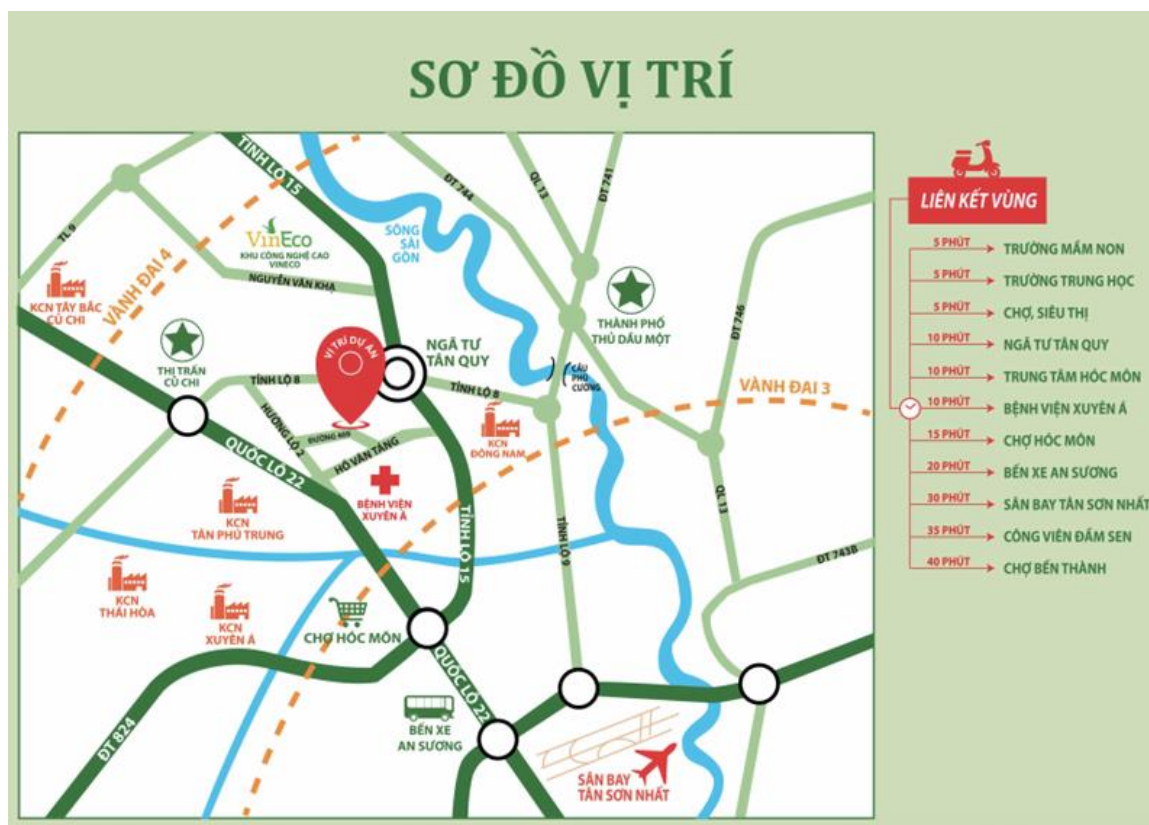 SƠ ĐỒ VỊ TRÍ
TỈNH LỘ 15
ĐT 744
QL 13
ĐT 741
TL 9
VÀNH ĐAI 4
VinEco
KHU CÔNG NGHỆ CAO
VINECO
NGUYỄN VĂN KHẠ
SÔNG
SÀI
GÒN
KCN TÂY BẮC
CỦ CHI
THÀNH PHỐ
THỦ DẦU MỘT
ĐT 746
THỊ TRẤN
CỦ CHI
VỊ TRÍ DỰ ÁN
NGÃ TƯ
TÂN QUY
CẦU
PHÚ
CƯỜNG
TỈNH LỘ 8
TỈNH LỘ 8
VÀNH ĐAI 3
HƯƠNG LỘ 2
ĐƯỜNG 469
HỒ VĂN TẮNG
KCN
ĐÔNG NAM
QUỐC LỘ 22
BỆNH VIỆN
XUYÊN Á
KCN
TÂN PHÚ TRUNG
TỈNH LỘ 15
TỈNH LỘ 9
QL 13
ĐT 743B
KCN
THÁI HÒA
KCN
XUYÊN Á
CHỢ HÓC MÔN
QUỐC LỘ 22
ĐT 824
BẾN XE
AN SƯƠNG
SÂN BAY
TÂN SƠN NHẤT
LIÊN KẾT VÙNG
5 PHÚT TRƯỜNG MẦM NON
5 PHÚT TRƯỜNG TRUNG HỌC
5 PHÚT CHỢ, SIÊU THỊ
10 PHÚT NGÃ TƯ TÂN QUY
10 PHÚT TRUNG TÂM HÓC MÔN
10 PHÚT BỆNH VIỆN XUYÊN Á
15 PHÚT CHỢ HÓC MÔN
20 PHÚT BẾN XE AN SƯƠNG
30 PHÚT SÂN BAY TÂN SƠN NHẤT
35 PHÚT CÔNG VIÊN ĐẦM SEN
40 PHÚT CHỢ BẾN THÀNH